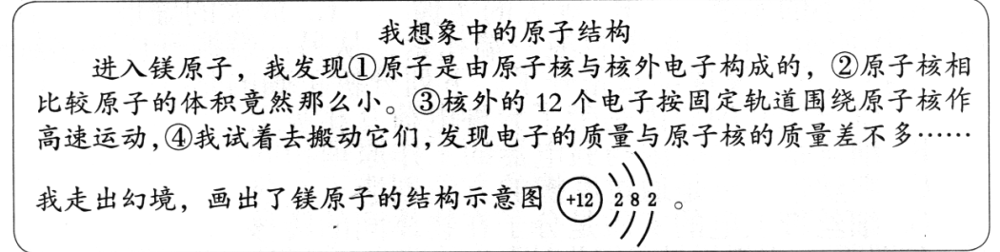 我想象中的原子结构
进入镁原子，我发现①原子是由原子核与核外电子构成的，②原子核相
比较原子的体积竟然那么小。③核外的12个电子按固定轨道围绕原子核作
高速运动，④我试着去搬动它们，发现电子的质量与原子核的质量差不多……
我走出幻境，画出了镁原子的结构示意图 +12 2 8 2 。